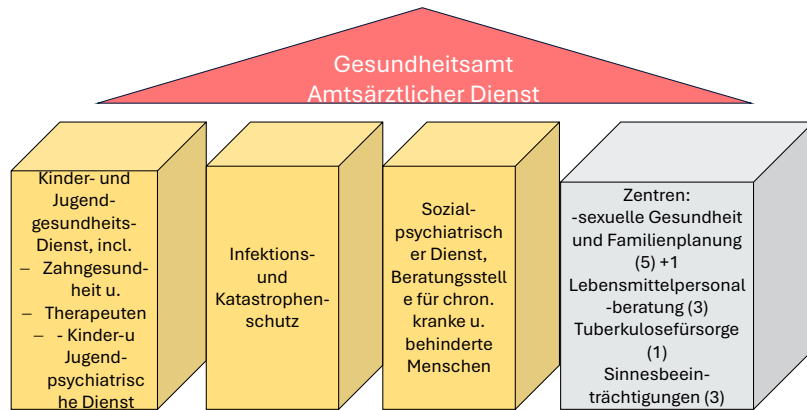 Gesundheitsamt
Amtsärztlicher Dienst
Kinder- und
Jugend-
gesundheits-
Dienst, incl.
– Zahngesund-
heit u.
– Therapeuten
– - Kinder-u
Jugend-
psychiatrisc
he Dienst
Infektions-
und
Katastrophen-
schutz
Sozial-
psychiatrisch
er Dienst,
Beratungsstell
e für chron.
kranke u.
behinderte
Menschen
Zentren:
-sexuelle Gesundheit
und Familienplanung
(5) +1
Lebensmittelpersonal
-beratung (3)
Tuberkulosefürsorge
(1)
Sinnesbeein-
trächtigungen (3)